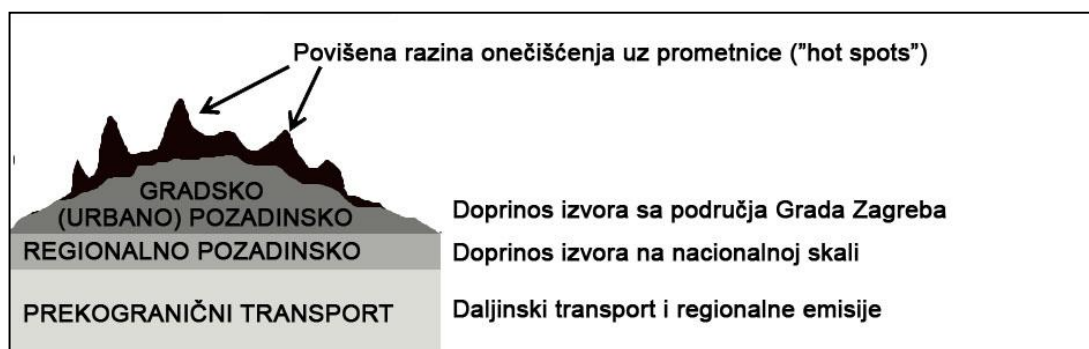 Povišena razina onečišćenja uz prometnice ("hot spots")
GRADSKO
(URBANO) POZADINSKO
Doprinos izvora sa područja Grada Zagreba
REGIONALNO POZADINSKO
Doprinos izvora na nacionalnoj skali
PREKOGRANIČNI TRANSPORT
Daljinski transport i regionalne emisije